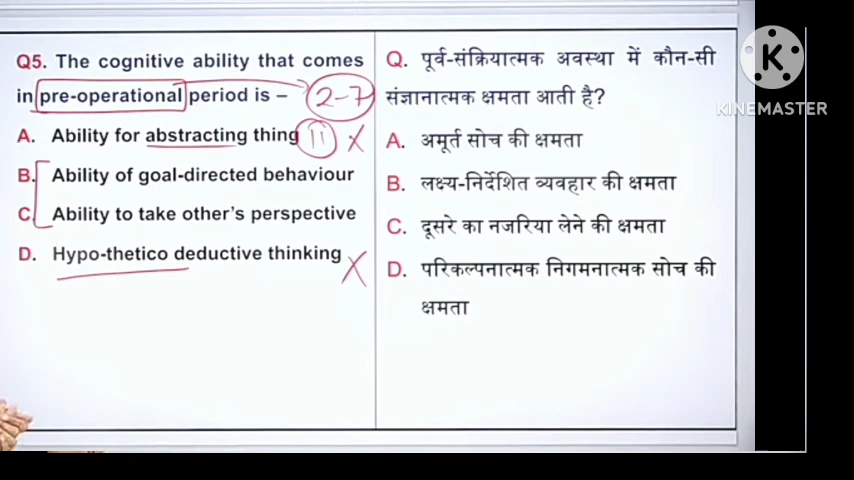 Q5. The cognitive ability that comes
in pre-operational period is – 2-7
A. Ability for abstracting thing 11 X
B. Ability of goal-directed behaviour
C. Ability to take other's perspective
D. Hypo-thetico deductive thinking X
Q. पूर्व-संक्रियात्मक अवस्था में कौन-सी
संज्ञानात्मक क्षमता आती है?
A. अमूर्त सोच की क्षमता
B. लक्ष्य-निर्देशित व्यवहार की क्षमता
C. दूसरे का नजरिया लेने की क्षमता
D. परिकल्पनात्मक निगमनात्मक सोच की
क्षमता
K
KINEMASTER